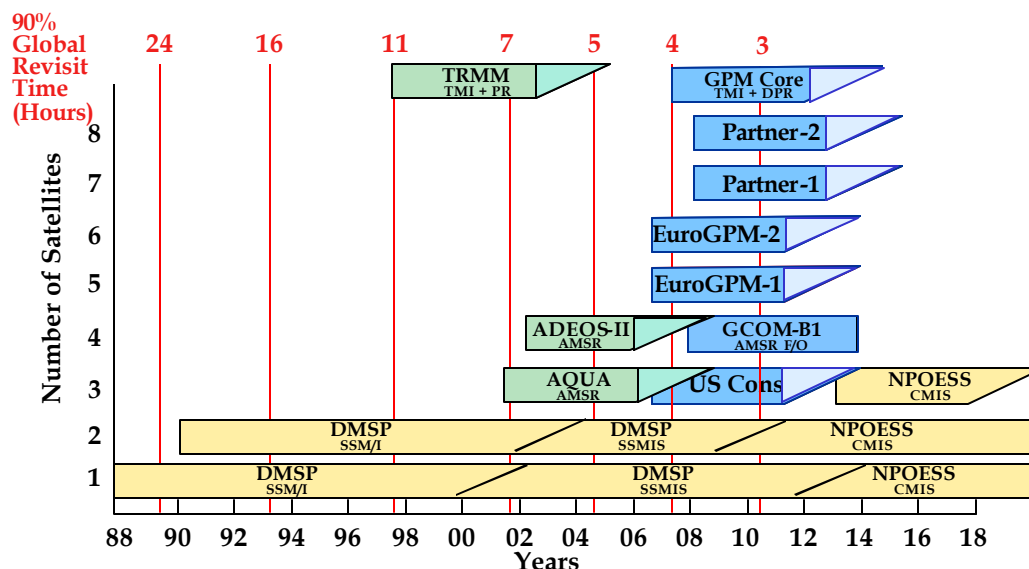 90%
Global
Revisit
Time
(Hours)
24 16 11 7 5 4 3
TRMM
TMI + PR
GPM Core
TMI + DPR
8
Partner-2
7
Partner-1
6
EuroGPM-2
5
EuroGPM-1
4
ADEOS-II
AMSR
GCOM-B1
AMSR F/O
3
AQUA
AMSR
US Cons
NPOESS
CMIS
2
DMSP
SSM/I
DMSP
SSMIS
NPOESS
CMIS
1
DMSP
SSM/I
DMSP
SSMIS
NPOESS
CMIS
Number of Satellites
88 90 92 94 96 98 00 02 04 06 08 10 12 14 16 18
Years